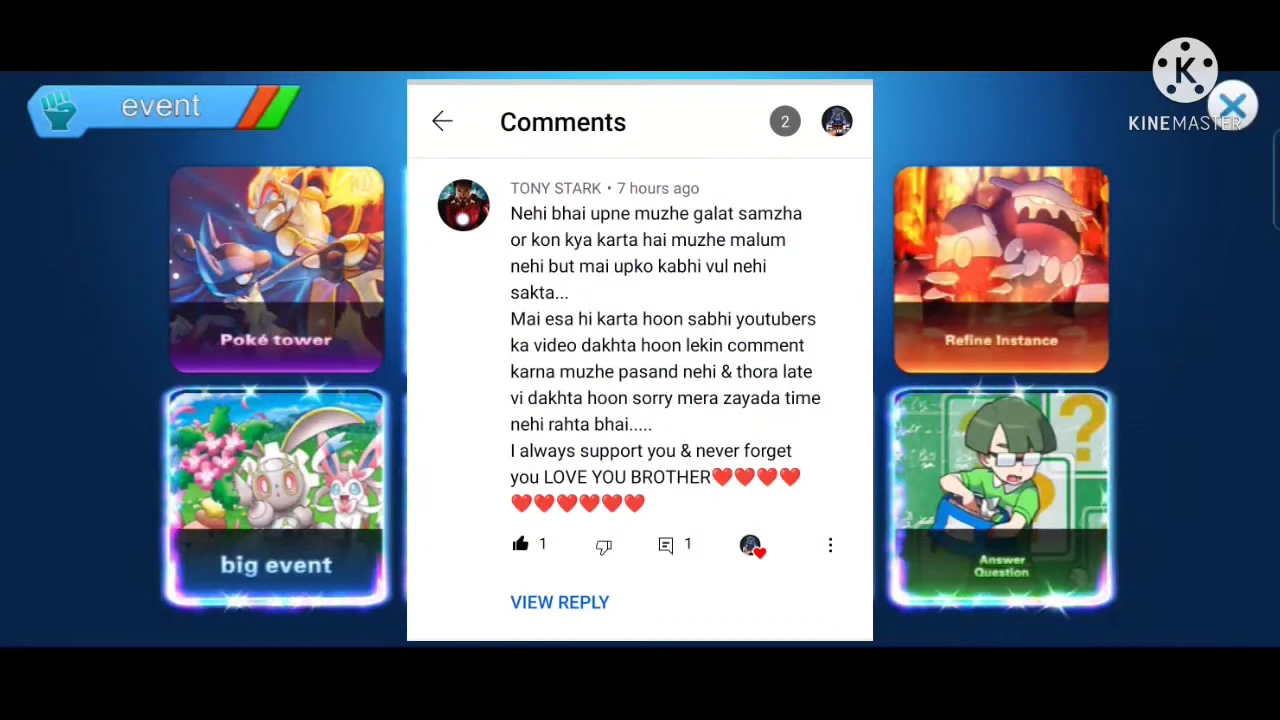 KINEMASTER
event
Comments
2
TONY STARK • 7 hours ago
Nehi bhai upne muzhe galat samzha
or kon kya karta hai muzhe malum
nehi but mai upko kabhi vul nehi
sakta...
Mai esa hi karta hoon sabhi youtubers
ka video dakhta hoon lekin comment
karna muzhe pasand nehi & thora late
vi dakhta hoon sorry mera zayada time
nehi rahta bhai.....
I always support you & never forget
you LOVE YOU BROTHER❤️❤️❤️❤️
❤️❤️❤️❤️❤️❤️
1
1
VIEW REPLY
Poké tower
Refine Instance
big event
Answer
Question